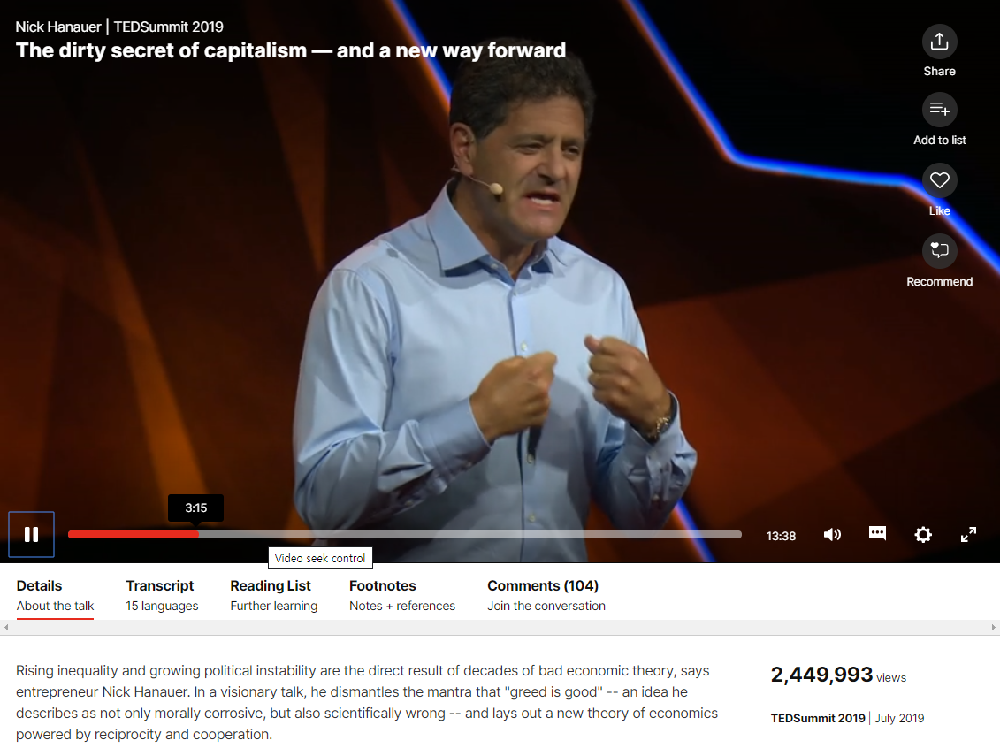 Nick Hanauer | TEDSummit 2019
The dirty secret of capitalism — and a new way forward
Share
Add to list
Like
Recommend
3:15
13:38
Video seek control
Details
About the talk
Transcript
15 languages
Reading List
Further learning
Footnotes
Notes + references
Comments (104)
Join the conversation
Rising inequality and growing political instability are the direct result of decades of bad economic theory, says
entrepreneur Nick Hanauer. In a visionary talk, he dismantles the mantra that "greed is good" -- an idea he
describes as not only morally corrosive, but also scientifically wrong -- and lays out a new theory of economics
powered by reciprocity and cooperation.
2,449,993 views
TEDSummit 2019 | July 2019